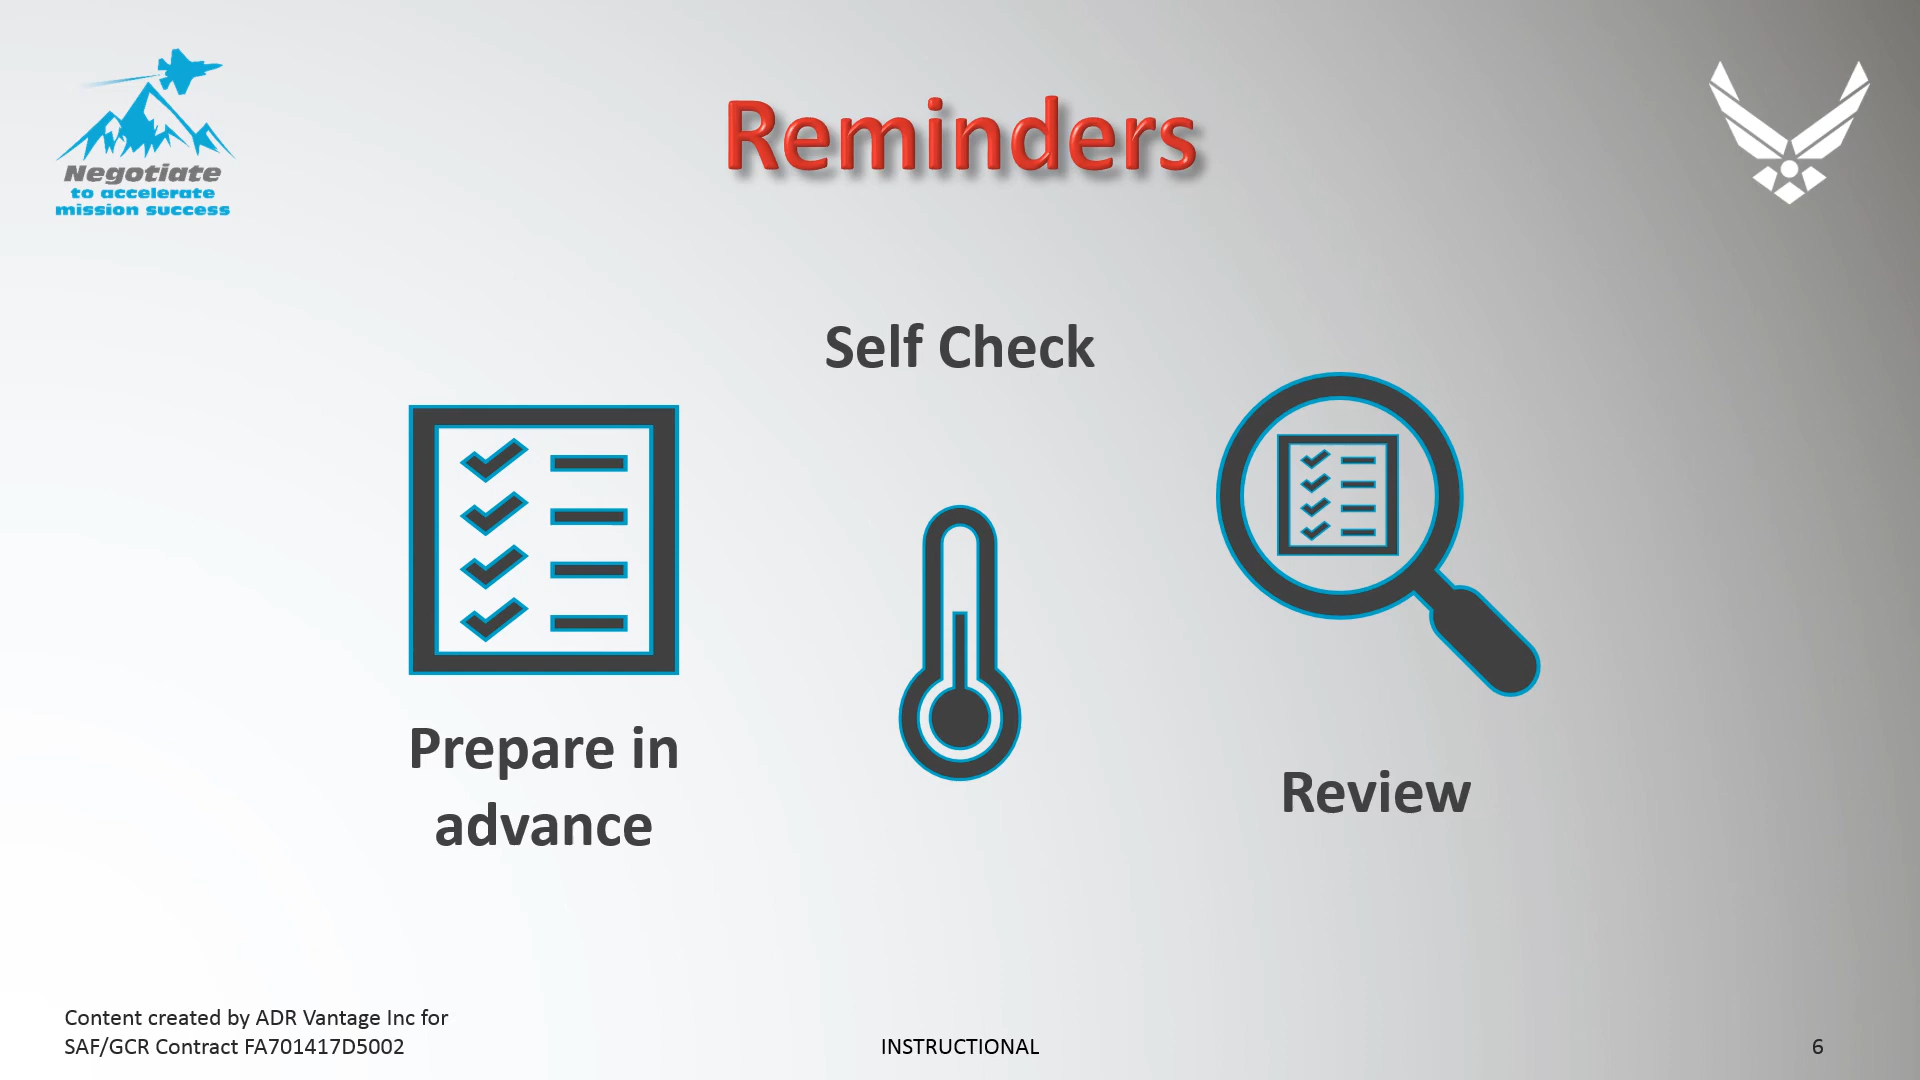 Negotiate
to accelerate
mission success
Reminders
Self Check
Prepare in
advance
Review
Content created by ADR Vantage Inc for
SAF/GCR Contract FA701417D5002
INSTRUCTIONAL
6